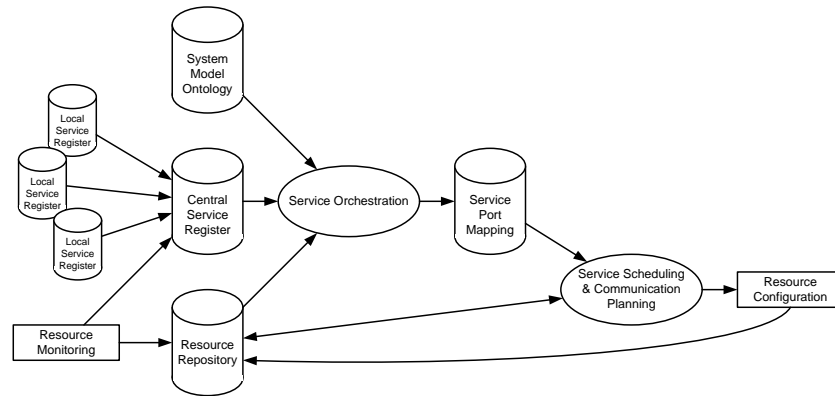 System
Model
Ontology
Local
Service
Register
Local
Service
Register
Local
Service
Register
Central
Service
Register
Service Orchestration
Service
Port
Mapping
Service Scheduling
& Communication
Planning
Resource
Configuration
Resource
Monitoring
Resource
Repository